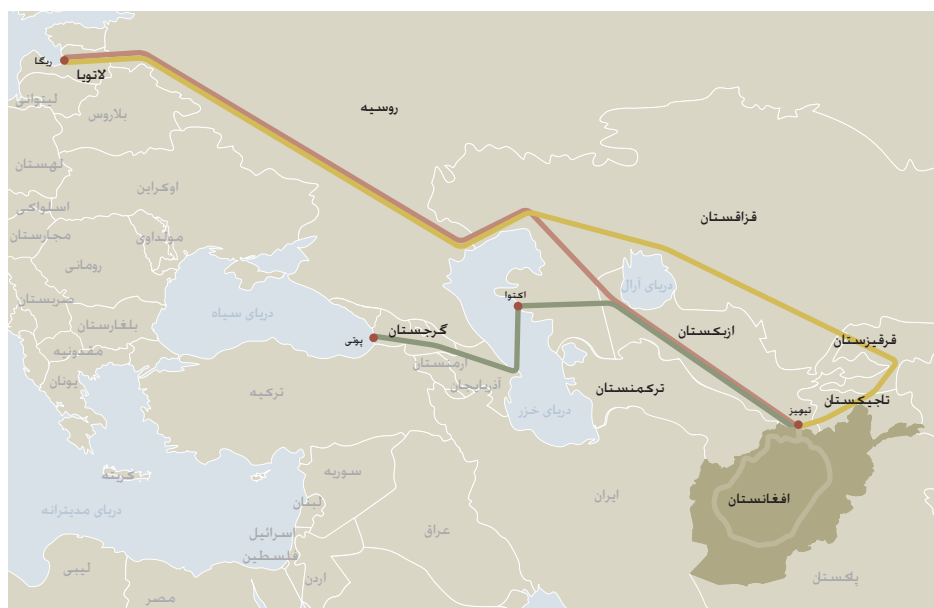 ریگا
لاتویا
لیتوانی
بلاروس
روسیه
لهستان
اوکراین
اسلواکی
مجارستان
مولداوی
رومانی
صربستان
بلغارستان
مقدونیه
یونان
دریای سیاه
ترکیه
گرجستان
پوتی
ارمنستان
آذربایجان
اکتوا
دریای خزر
دریای آرال
قزاقستان
ازبکستان
ترکمنستان
قرقیزستان
تاجیکستان
تیرمیز
افغانستان
ایران
پاکستان
کریته
دریای مدیترانه
سوریه
لبنان
عراق
اسرائیل
فلسطین
اردن
لیبی
مصر